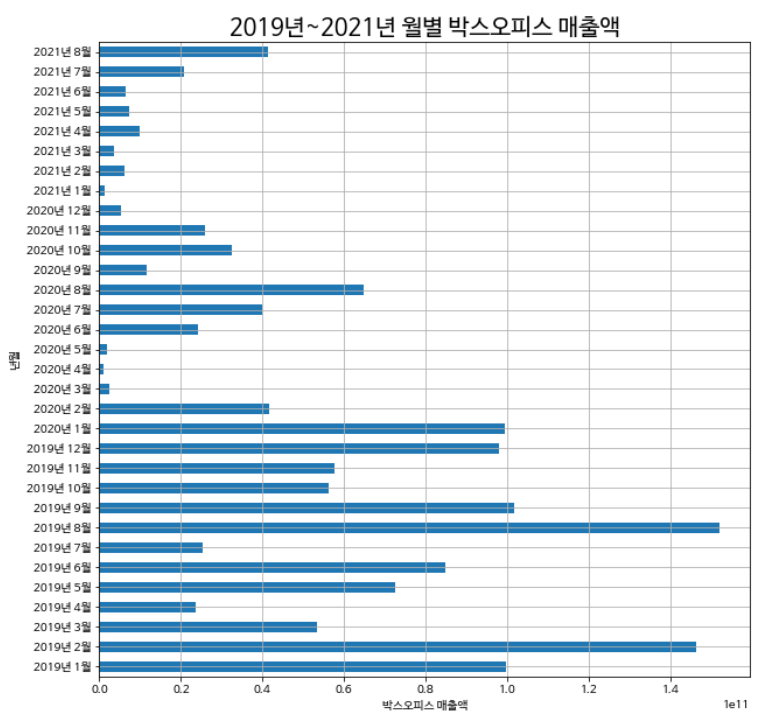 2019년~2021년 월별 박스오피스 매출액
2021년 8월
2021년 7월
2021년 6월
2021년 5월
2021년 4월
2021년 3월
2021년 2월
2021년 1월
2020년 12월
2020년 11월
2020년 10월
2020년 9월
2020년 8월
2020년 7월
2020년 6월
2020년 5월
2020년 4월
2020년 3월
2020년 2월
2020년 1월
2019년 12월
2019년 11월
2019년 10월
2019년 9월
2019년 8월
2019년 7월
2019년 6월
2019년 5월
2019년 4월
2019년 3월
2019년 2월
2019년 1월
년월
0.0 0.2 0.4 0.6 0.8 1.0 1.2 1.4
박스오피스 매출액
1e11